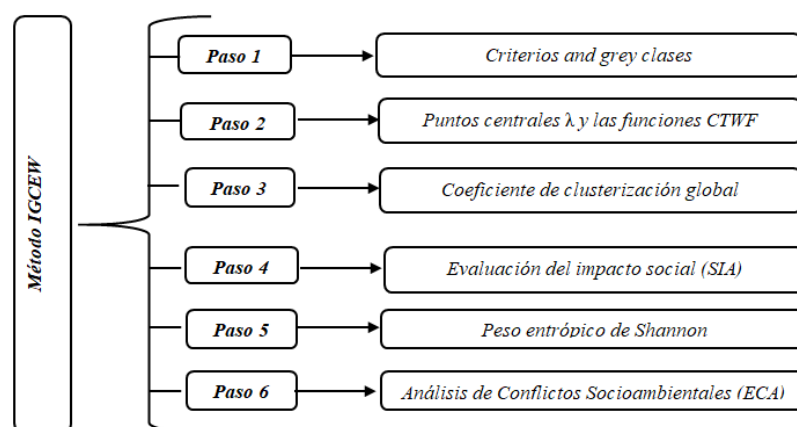 Método IGCEW
Paso 1
Criterios and grey clases
Paso 2
Puntos centrales λ y las funciones CTWF
Paso 3
Coeficiente de clusterización global
Paso 4
Evaluación del impacto social (SIA)
Paso 5
Peso entrópico de Shannon
Paso 6
Análisis de Conflictos Socioambientales (ECA)